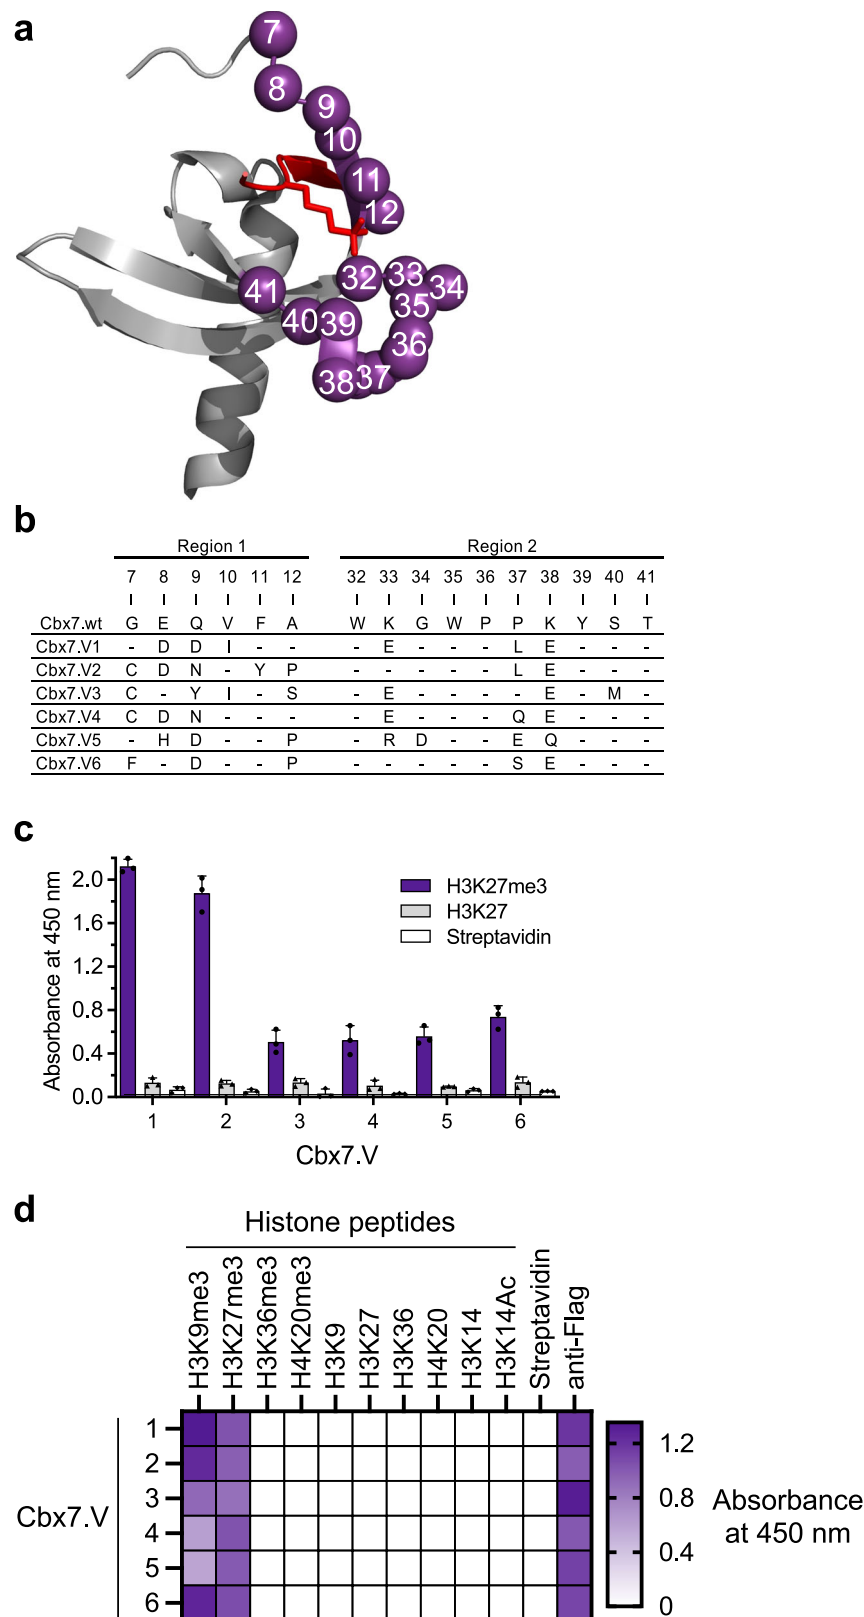 a
7
8
9
10
11
12
32 33 34
41 35
40 39
36
38 37
b
Region 1 Region 2
7 8 9 10 11 12 32 33 34 35 36 37 38 39 40 41
Cbx7.wt G E Q V F A W K G W P P K Y S T
Cbx7.V1 - D D I - - - E - - - L E - - -
Cbx7.V2 C D N - Y P - - - - - L E - - -
Cbx7.V3 C - Y I - S - E - - - - E - M -
Cbx7.V4 C D N - - - - E - - - Q E - - -
Cbx7.V5 - H D - - P - R D - - E Q - - -
Cbx7.V6 F - D - - P - - - - - S E - - -
c
Absorbance at 450 nm
2.0
1.6
1.2
0.8
0.4
0.0
H3K27me3
H3K27
Streptavidin
1 2 3 4 5 6
Cbx7.V
d
Histone peptides
H3K9me3
H3K27me3
H3K36me3
H4K20me3
H3K9
H3K27
H3K36
H4K20
H3K14
H3K14Ac
Streptavidin
anti-Flag
Cbx7.V
1
2
3
4
5
6
1.2
0.8
0.4
0
Absorbance
at 450 nm